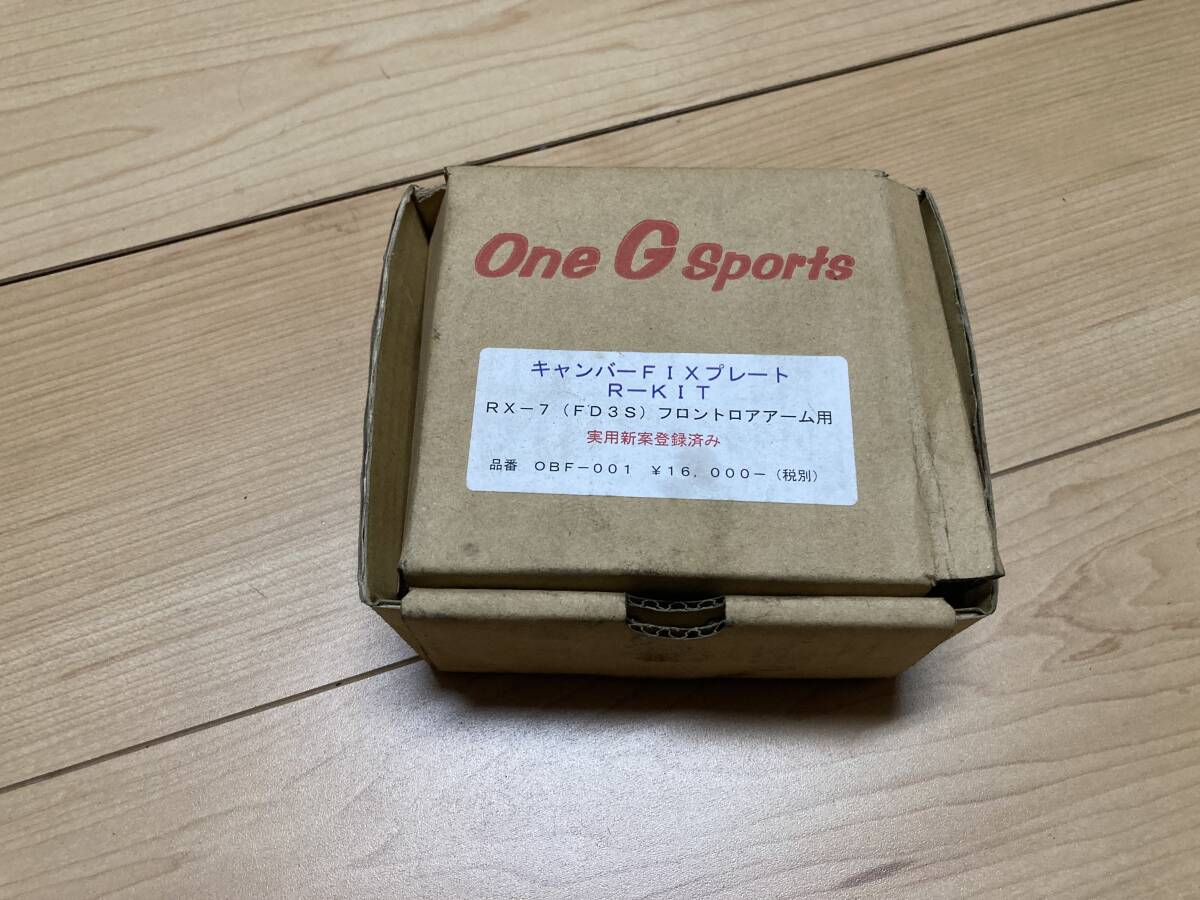 One G Sports
キャンバーＦＩＸプレート
Ｒ－ＫＩＴ
ＲＸ－７（ＦＤ３Ｓ）フロントロアアーム用
実用新案登録済み
品番　ＯＢＦ－００１　￥１６，０００－（税別）